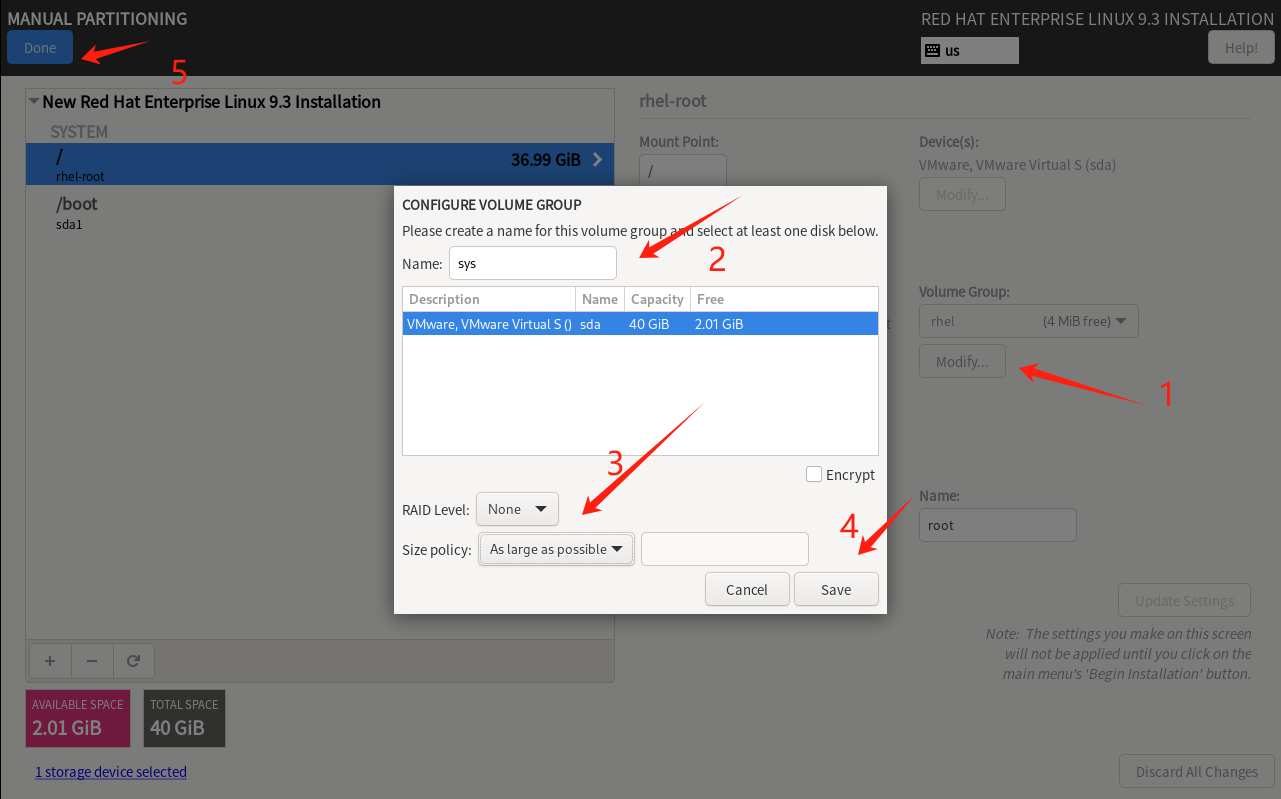 MANUAL PARTITIONING
RED HAT ENTERPRISE LINUX 9.3 INSTALLATION
Done
us
Help!
5
New Red Hat Enterprise Linux 9.3 Installation
SYSTEM
/
36.99 GiB
rhel-root
/boot
sda1
rhel-root
Mount Point:
/
Device(s):
VMware, VMware Virtual S (sda)
Modify...
CONFIGURE VOLUME GROUP
Please create a name for this volume group and select at least one disk below.
Name: sys
2
Description Name Capacity Free
VMware, VMware Virtual S () sda 40 GiB 2.01 GiB
Volume Group:
rhel (4 MiB free)
Modify...
1
3
Encrypt
RAID Level: None
4
Size policy: As large as possible
Cancel Save
Name:
root
Update Settings
Note: The settings you make on this screen
will not be applied until you click on the
main menu's 'Begin Installation' button.
+ −
AVAILABLE SPACE
2.01 GiB
TOTAL SPACE
40 GiB
1 storage device selected
Discard All Changes